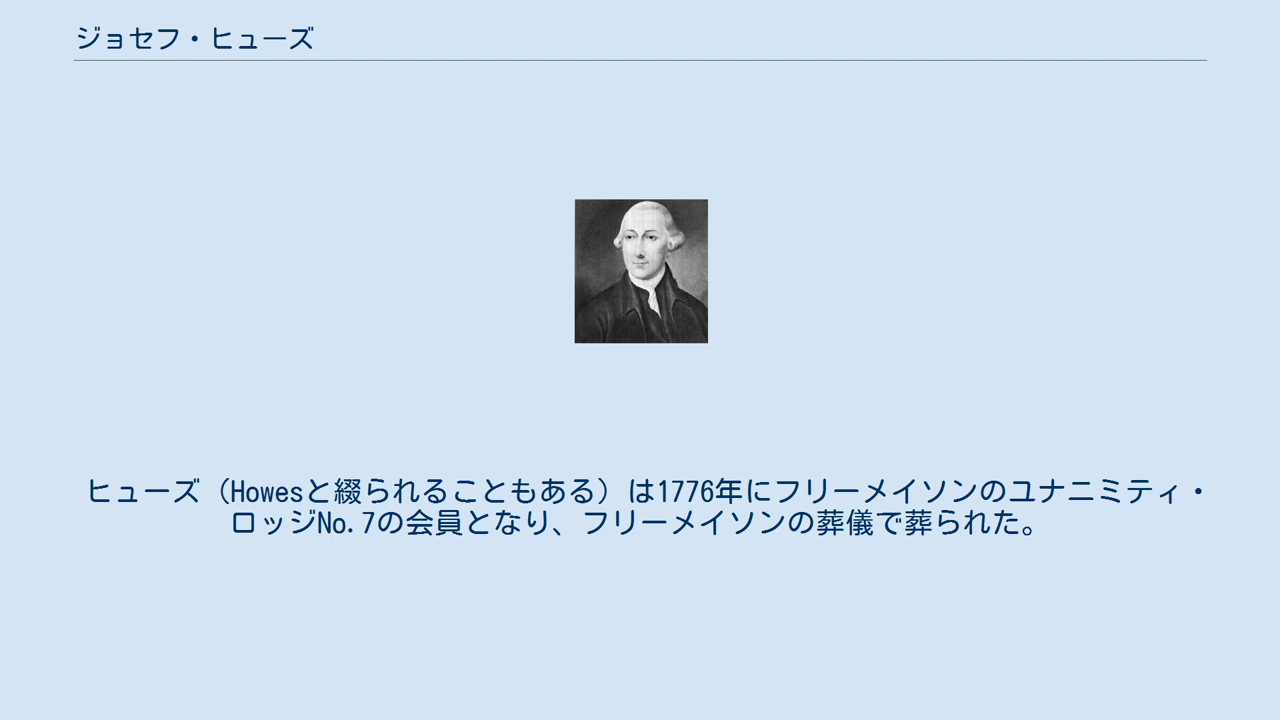 ジョセフ・ヒューズ
ヒューズ（Howesと綴られることもある）は1776年にフリーメイソンのユナニミティ・
ロッジNo.7の会員となり、フリーメイソンの葬儀で葬られた。